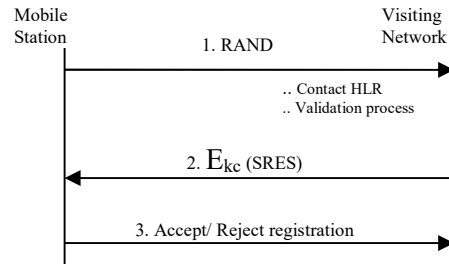 Mobile
Station
Visiting
Network
1. RAND
.. Contact HLR
.. Validation process
2. Ekc (SRES)
3. Accept/ Reject registration